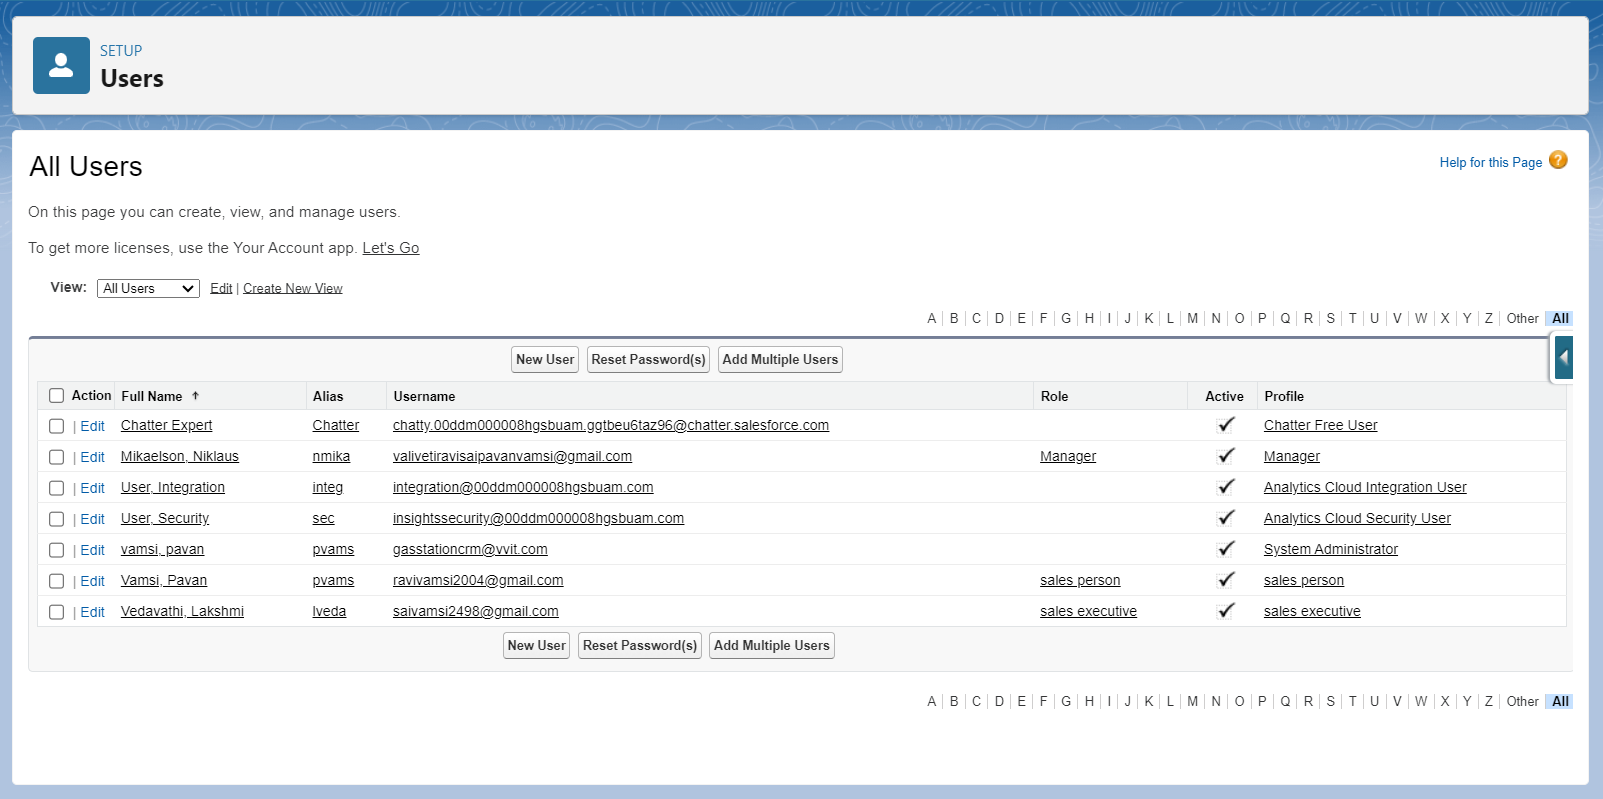 SETUP
Users
All Users
Help for this Page ?
On this page you can create, view, and manage users.
To get more licenses, use the Your Account app. Let's Go
View: All Users Edit | Create New View
A | B | C | D | E | F | G | H | I | J | K | L | M | N | O | P | Q | R | S | T | U | V | W | X | Y | Z | Other | All
New User Reset Password(s) Add Multiple Users
Action Full Name ↑ Alias Username Role Active Profile
| Edit Chatter Expert Chatter chatty.00ddm000008hgsbuam.ggtbeu6taz96@chatter.salesforce.com Chatter Free User
| Edit Mikaelson, Niklaus nmika valivetiravisaipavanvamsi@gmail.com Manager Manager
| Edit User, Integration integ integration@00ddm000008hgsbuam.com Analytics Cloud Integration User
| Edit User, Security sec insightssecurity@00ddm000008hgsbuam.com Analytics Cloud Security User
| Edit vamsi, pavan pvams gasstationcrm@vvit.com System Administrator
| Edit Vamsi, Pavan pvams ravivamsi2004@gmail.com sales person sales person
| Edit Vedavathi, Lakshmi lveda saivamsi2498@gmail.com sales executive sales executive
New User Reset Password(s) Add Multiple Users
A | B | C | D | E | F | G | H | I | J | K | L | M | N | O | P | Q | R | S | T | U | V | W | X | Y | Z | Other | All